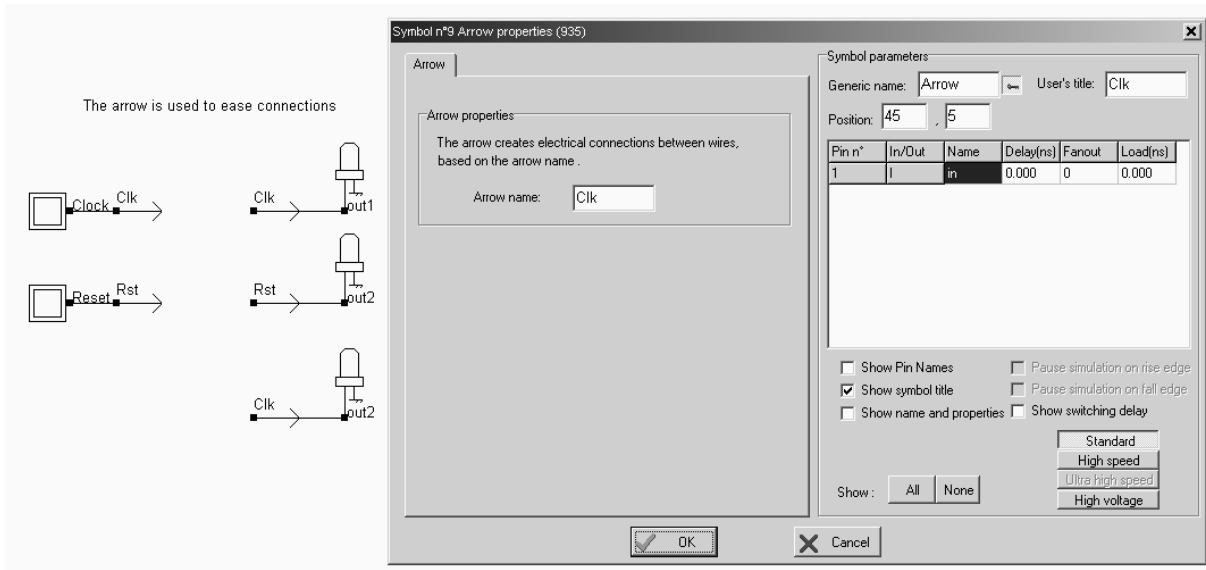 The arrow is used to ease connections
Clock Clk
Clk
out1
Reset Rst
Rst
out2
Clk
out2
Symbol n°9 Arrow properties (935)
Arrow
Arrow properties
The arrow creates electrical connections between wires,
based on the arrow name .
Arrow name: Clk
Symbol parameters
Generic name: Arrow User's title: Clk
Position: 45 , 5
Pin n° In/Out Name Delay(ns) Fanout Load(ns)
1 I in 0.000 0 0.000
Show Pin Names Pause simulation on rise edge
Show symbol title Pause simulation on fall edge
Show name and properties Show switching delay
Standard
High speed
Ultra high speed
High voltage
Show : All None
OK Cancel